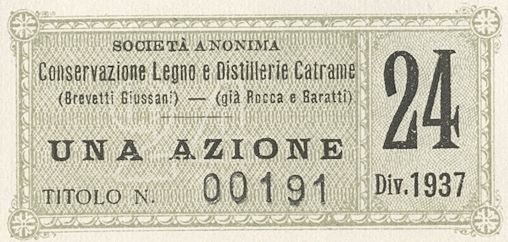 SOCIETÀ ANONIMA
Conservazione Legno e Distillerie Catrame
(Brevetti Giussani) — (già Rocca e Baratti)
UNA AZIONE
TITOLO N. 00191
24
Div. 1937